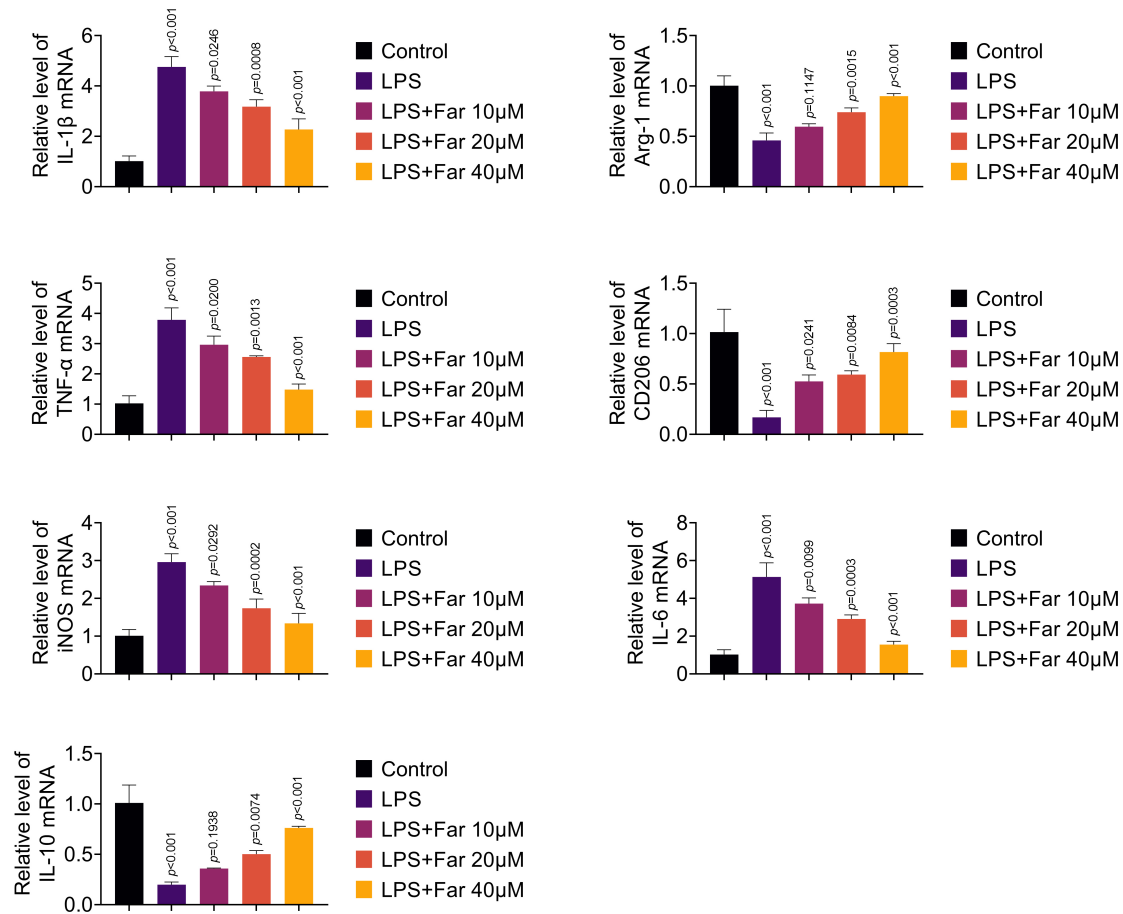 Relative level of
IL-1β mRNA
6
4
2
0
p<0.001
p=0.0246
p=0.0008
p<0.001
Control
LPS
LPS+Far 10μM
LPS+Far 20μM
LPS+Far 40μM
Relative level of
Arg-1 mRNA
1.5
1.0
0.5
0.0
p<0.001
p=0.1147
p=0.0015
p<0.001
Control
LPS
LPS+Far 10μM
LPS+Far 20μM
LPS+Far 40μM
Relative level of
TNF-α mRNA
5
4
3
2
1
0
p<0.001
p=0.0200
p=0.0013
p<0.001
Control
LPS
LPS+Far 10μM
LPS+Far 20μM
LPS+Far 40μM
Relative level of
CD206 mRNA
1.5
1.0
0.5
0.0
p<0.001
p=0.0241
p=0.0084
p=0.0003
Control
LPS
LPS+Far 10μM
LPS+Far 20μM
LPS+Far 40μM
Relative level of
iNOS mRNA
4
3
2
1
0
p<0.001
p=0.0292
p=0.0002
p<0.001
Control
LPS
LPS+Far 10μM
LPS+Far 20μM
LPS+Far 40μM
Relative level of
IL-6 mRNA
8
6
4
2
0
p<0.001
p=0.0099
p=0.0003
p<0.001
Control
LPS
LPS+Far 10μM
LPS+Far 20μM
LPS+Far 40μM
Relative level of
IL-10 mRNA
1.5
1.0
0.5
0.0
p<0.001
p=0.1938
p=0.0074
p<0.001
Control
LPS
LPS+Far 10μM
LPS+Far 20μM
LPS+Far 40μM